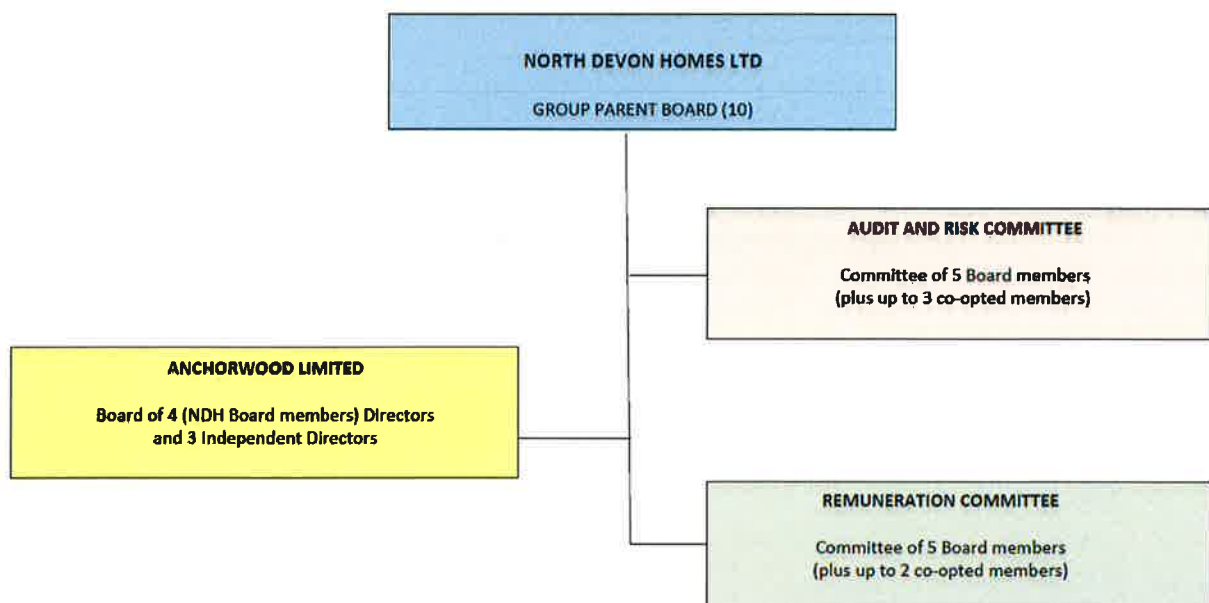 NORTH DEVON HOMES LTD
GROUP PARENT BOARD (10)
AUDIT AND RISK COMMITTEE
Committee of 5 Board members
(plus up to 3 co-opted members)
ANCHORWOOD LIMITED
Board of 4 (NDH Board members) Directors
and 3 Independent Directors
REMUNERATION COMMITTEE
Committee of 5 Board members
(plus up to 2 co-opted members)